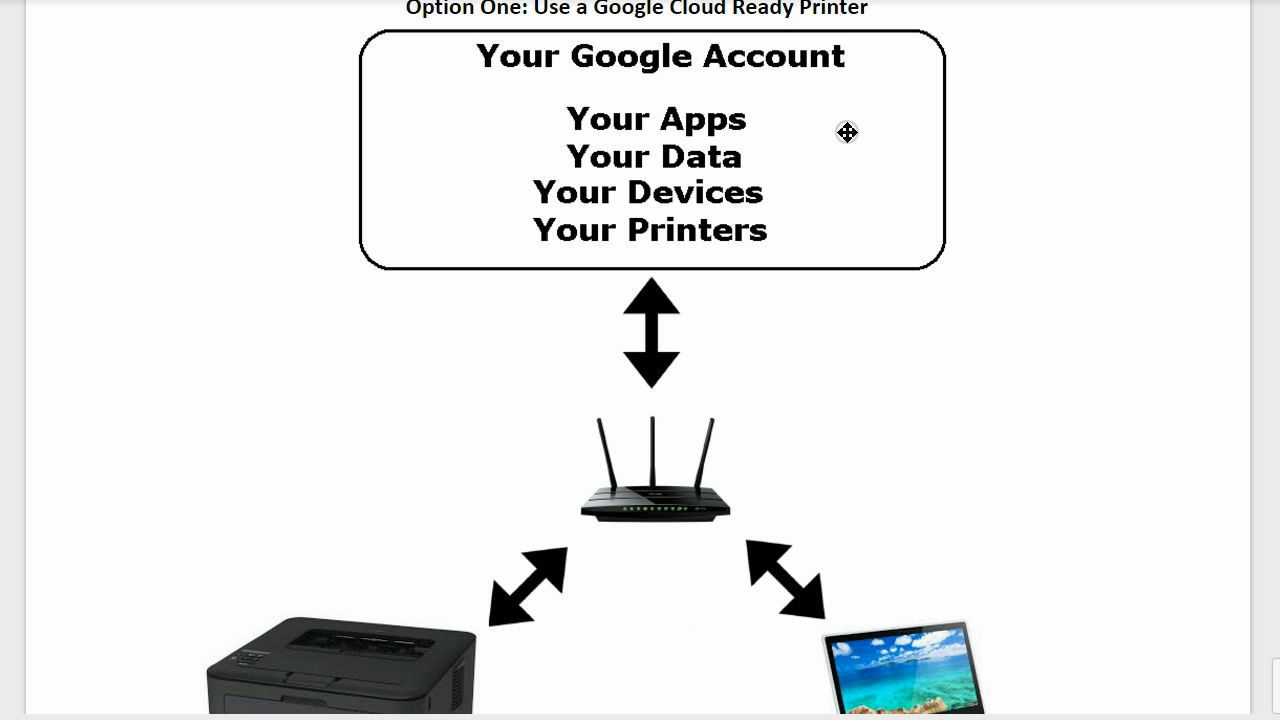 Option One: Use a Google Cloud Ready Printer
Your Google Account
Your Apps
Your Data
Your Devices
Your Printers